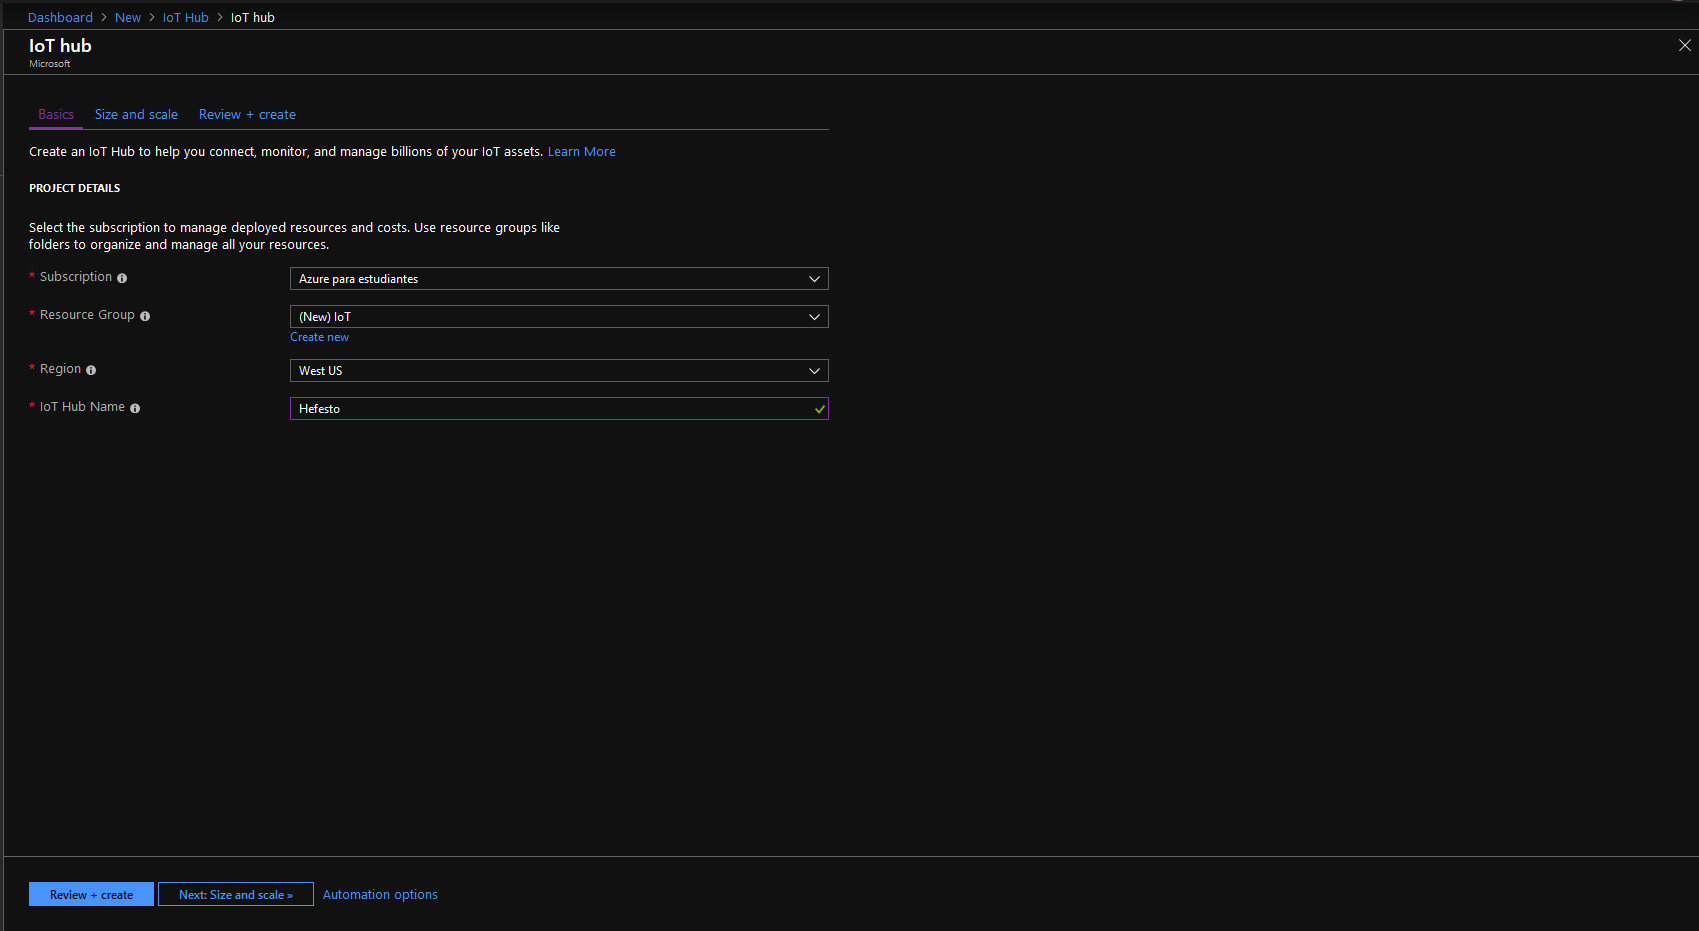 Dashboard > New > IoT Hub > IoT hub
IoT hub
Microsoft
Basics Size and scale Review + create
Create an IoT Hub to help you connect, monitor, and manage billions of your IoT assets. Learn More
PROJECT DETAILS
Select the subscription to manage deployed resources and costs. Use resource groups like
folders to organize and manage all your resources.
* Subscription
Azure para estudiantes
* Resource Group
(New) IoT
Create new
* Region
West US
* IoT Hub Name
Hefesto
Review + create Next: Size and scale » Automation options